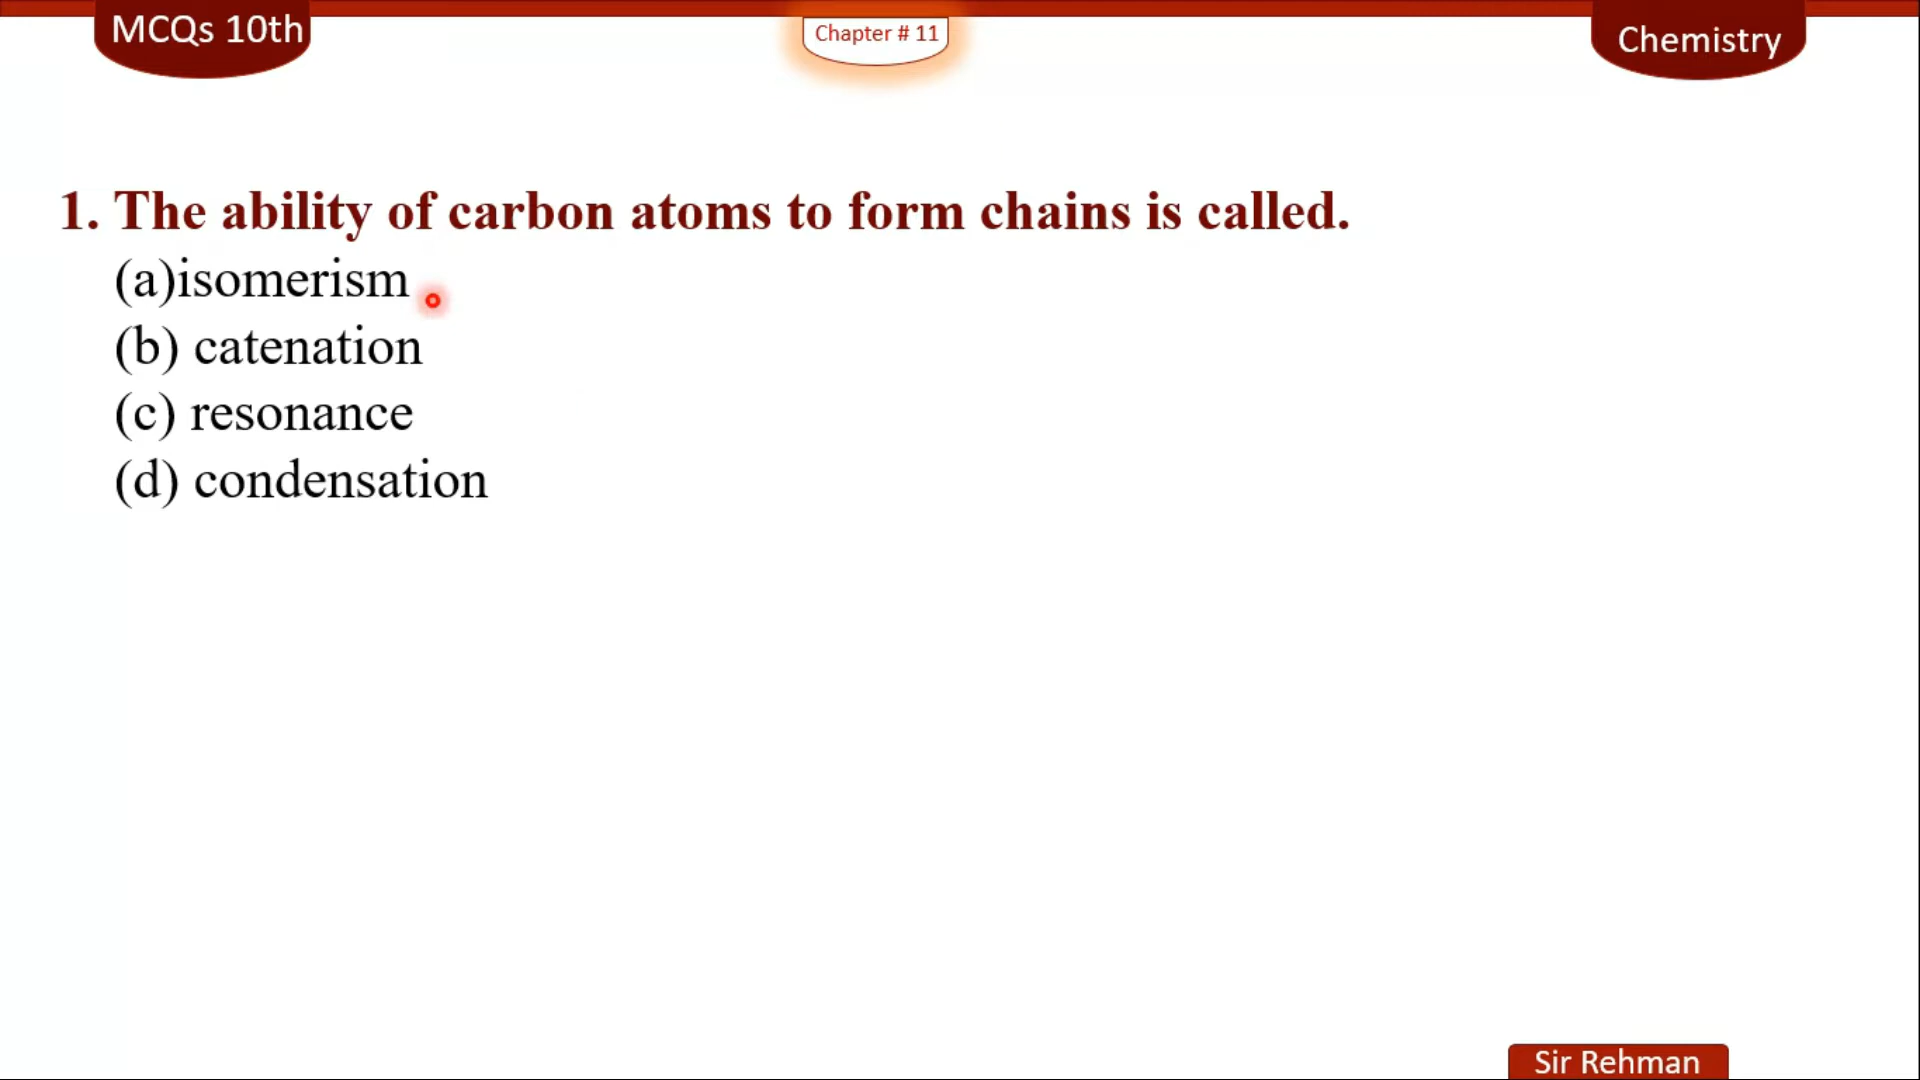 MCQs 10th
Chapter # 11
Chemistry
1. The ability of carbon atoms to form chains is called.
(a)isomerism
(b) catenation
(c) resonance
(d) condensation
Sir Rehman